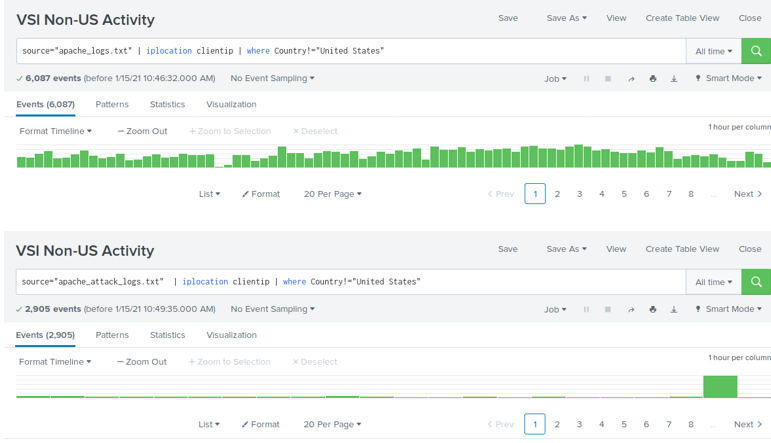 VSI Non-US Activity
Save Save As View Create Table View Close
source="apache_logs.txt" | iplocation clientip | where Country!="United States"
All time
6,087 events (before 1/15/21 10:46:32.000 AM) No Event Sampling Job Smart Mode
Events (6,087) Patterns Statistics Visualization
Format Timeline — Zoom Out + Zoom to Selection × Deselect 1 hour per column
List Format 20 Per Page Prev 1 2 3 4 5 6 7 8 ... Next
VSI Non-US Activity
Save Save As View Create Table View Close
source="apache_attack_logs.txt" | iplocation clientip | where Country!="United States"
All time
2,905 events (before 1/15/21 10:49:35.000 AM) No Event Sampling Job Smart Mode
Events (2,905) Patterns Statistics Visualization
Format Timeline — Zoom Out + Zoom to Selection × Deselect 1 hour per column
List Format 20 Per Page Prev 1 2 3 4 5 6 7 8 ... Next